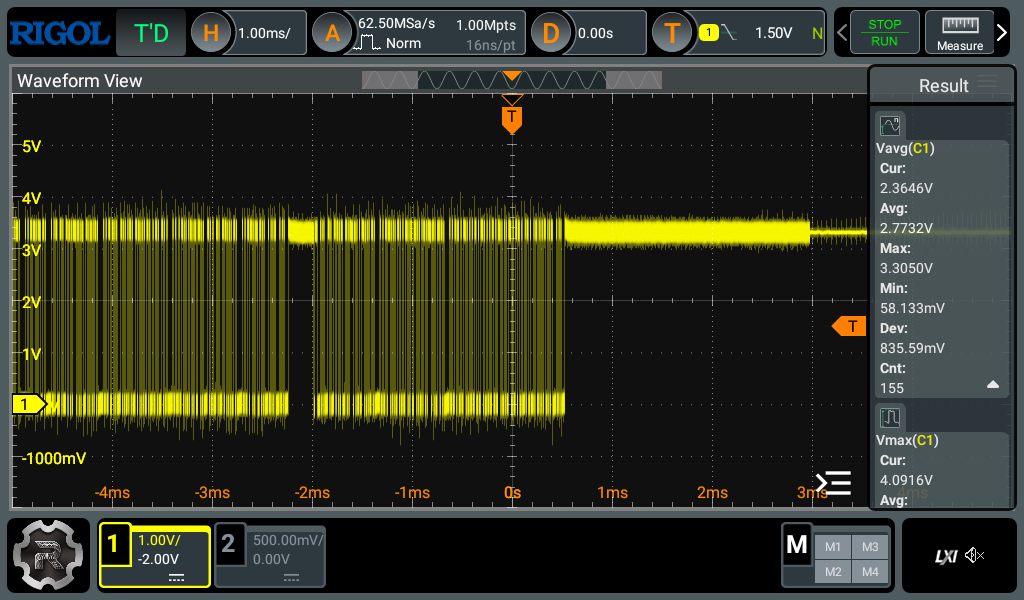 RIGOL T'D H 1.00ms/ A 62.50MSa/s 1.00Mpts D 0.00s T 1 1.50V N STOP
Norm 16ns/pt RUN Measure
Waveform View Result
T
5V
4V
3V
2V
1V
1
-1000mV
-4ms -3ms -2ms -1ms 0s 1ms 2ms 3ms
T
Vavg(C1)
Cur:
2.3646V
Avg:
2.7732V
Max:
3.3050V
Min:
58.133mV
Dev:
835.59mV
Cnt:
155
Vmax(C1)
Cur:
4.0916V
Avg:
R
1 1.00V/
-2.00V
2 500.00mV/
0.00V
M M1 M3
M2 M4
LXI